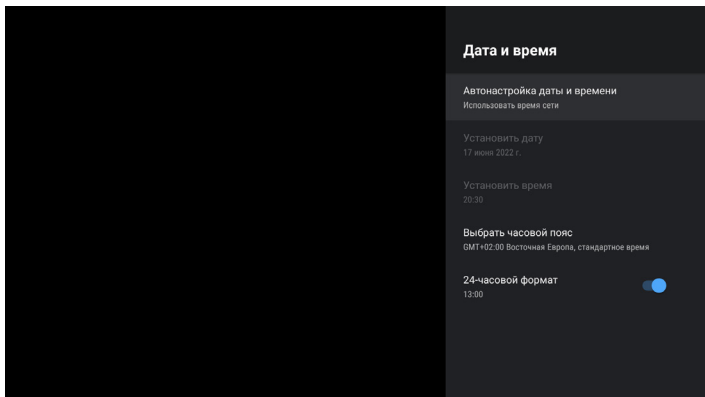 Дата и время
Автонастройка даты и времени
Использовать время сети
Установить дату
17 июня 2022 г.
Установить время
20:30
Выбрать часовой пояс
GMT+02:00 Восточная Европа, стандартное время
24-часовой формат
13:00